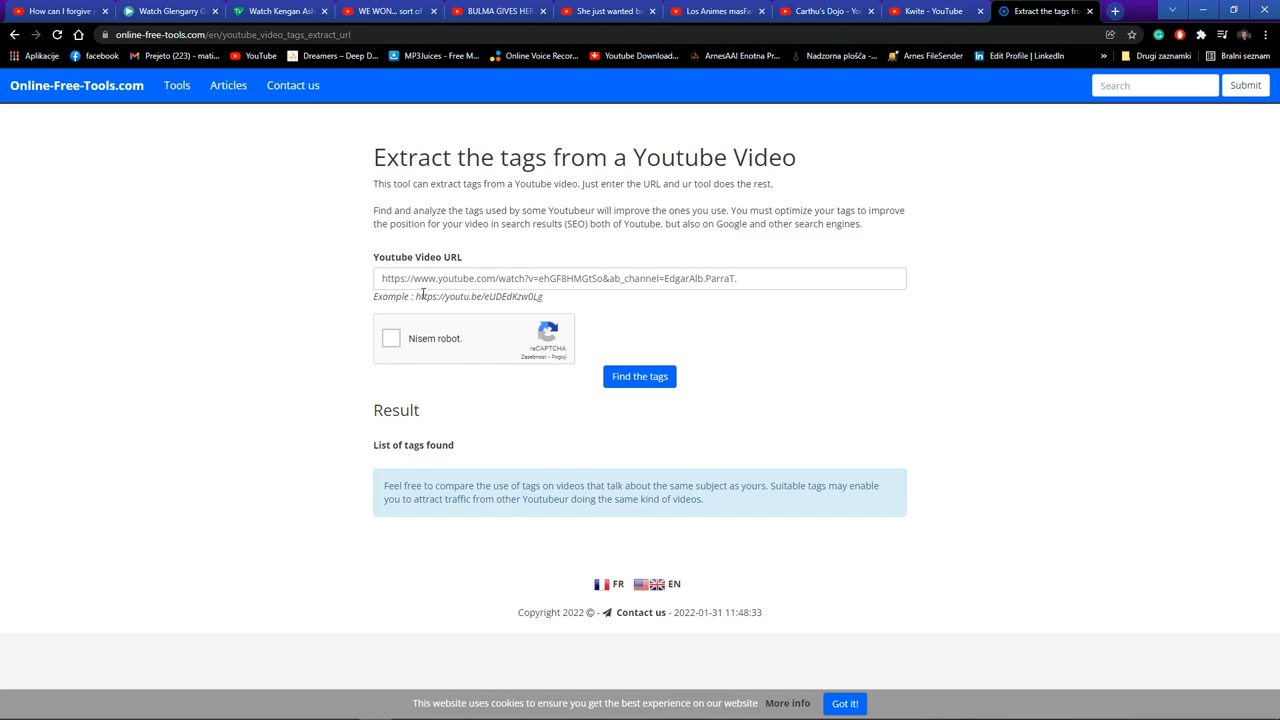 How can I forgive
Watch Glengarry G
Watch Kengan Ash
WE WON... sort of
BULMA GIVES HER
She just wanted b
Los Animes masFa
Carthu's Dojo - You
Kwite - YouTube
Extract the tags fro
online-free-tools.com/en/youtube_video_tags_extract_url
Aplikacije
facebook
Prejeto (223) - mati...
YouTube
Dreamers – Deep D...
MP3Juices - Free M...
Online Voice Recor...
Youtube Download...
ArnesAAI Enotna Pr...
Nadzorna plošča -...
Arnes FileSender
Edit Profile | LinkedIn
»
Drugi zaznamki
Bralni seznam
Online-Free-Tools.com
Tools
Articles
Contact us
Search
Submit
Extract the tags from a Youtube Video
This tool can extract tags from a Youtube video. Just enter the URL and ur tool does the rest.
Find and analyze the tags used by some Youtubeur will improve the ones you use. You must optimize your tags to improve
the position for your video in search results (SEO) both of Youtube, but also on Google and other search engines.
Youtube Video URL
https://www.youtube.com/watch?v=ehGF8HMGtSo&ab_channel=EdgarAlb.ParraT.
Example : https://youtu.be/eUDEdKzw0Lg
Nisem robot.
reCAPTCHA
Zasebnost - Pogoji
Find the tags
Result
List of tags found
Feel free to compare the use of tags on videos that talk about the same subject as yours. Suitable tags may enable
you to attract traffic from other Youtubeur doing the same kind of videos.
FR
EN
Copyright 2022 © - Contact us - 2022-01-31 11:48:33
This website uses cookies to ensure you get the best experience on our website
More info
Got it!